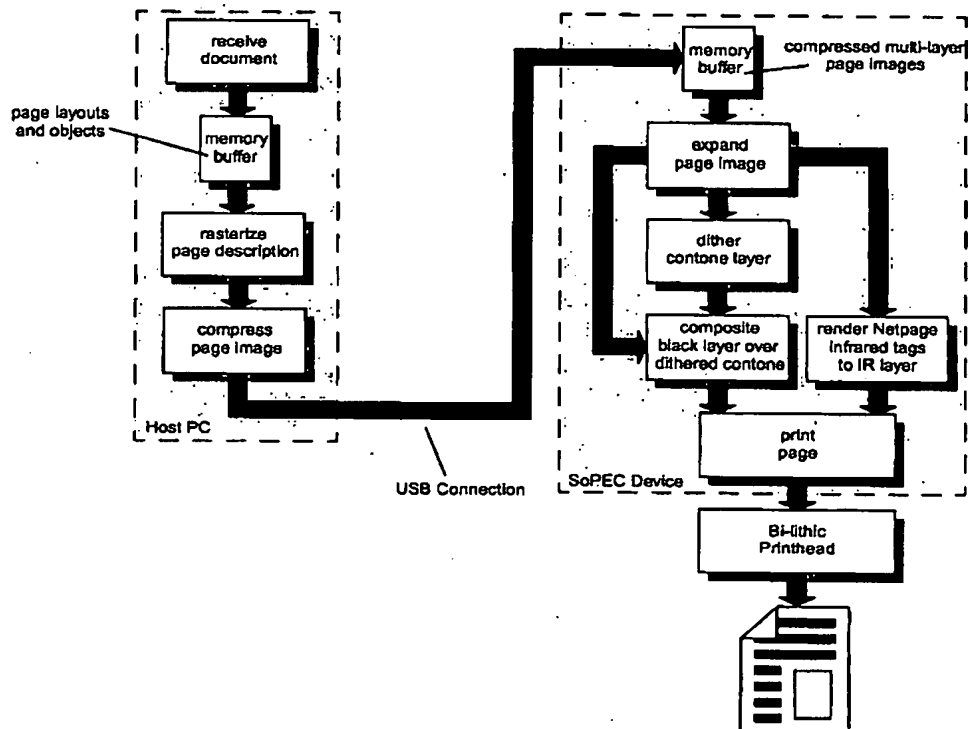 receive
document
page layouts
and objects
memory
buffer
rastarize
page description
compress
page image
Host PC
USB Connection
memory
buffer
compressed multi-layer
page images
expand
page image
dither
contone layer
composite
black layer over
dithered contone
render Netpage
infrared tags
to IR layer
print
page
SoPEC Device
Bi-lithic
Printhead